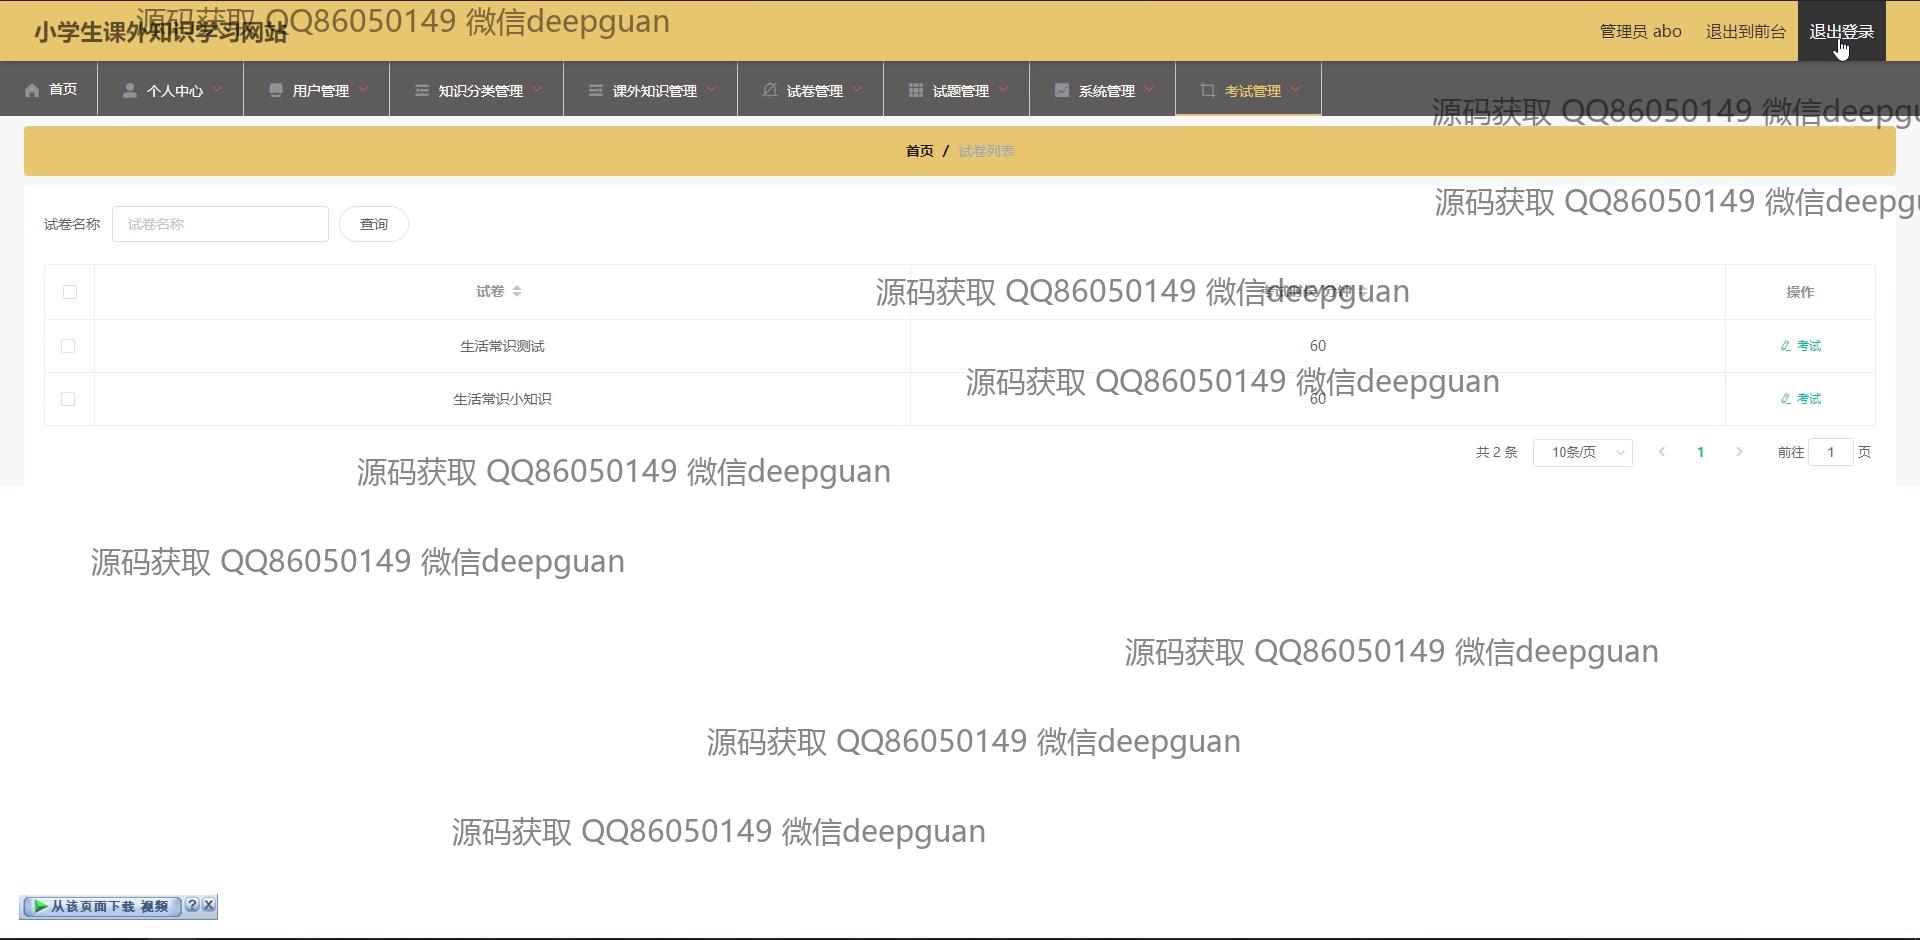 小学生课外知识学习网站
源码获取 QQ86050149 微信deepguan
管理员 abo 退出到前台 退出登录
首页 个人中心 用户管理 知识分类管理 课外知识管理 试卷管理 试题管理 系统管理 考试管理
源码获取 QQ86050149 微信deepgu
首页 / 试卷列表
源码获取 QQ86050149 微信deepgu
试卷名称 试卷名称 查询
试卷 操作
源码获取 QQ86050149 微信deepguan
生活常识测试 60 考试
源码获取 QQ86050149 微信deepguan
生活常识小知识 60 考试
共 2 条 10条/页 1 前往 1 页
源码获取 QQ86050149 微信deepguan
源码获取 QQ86050149 微信deepguan
源码获取 QQ86050149 微信deepguan
源码获取 QQ86050149 微信deepguan
源码获取 QQ86050149 微信deepguan
从该页面下载 视频 ? X